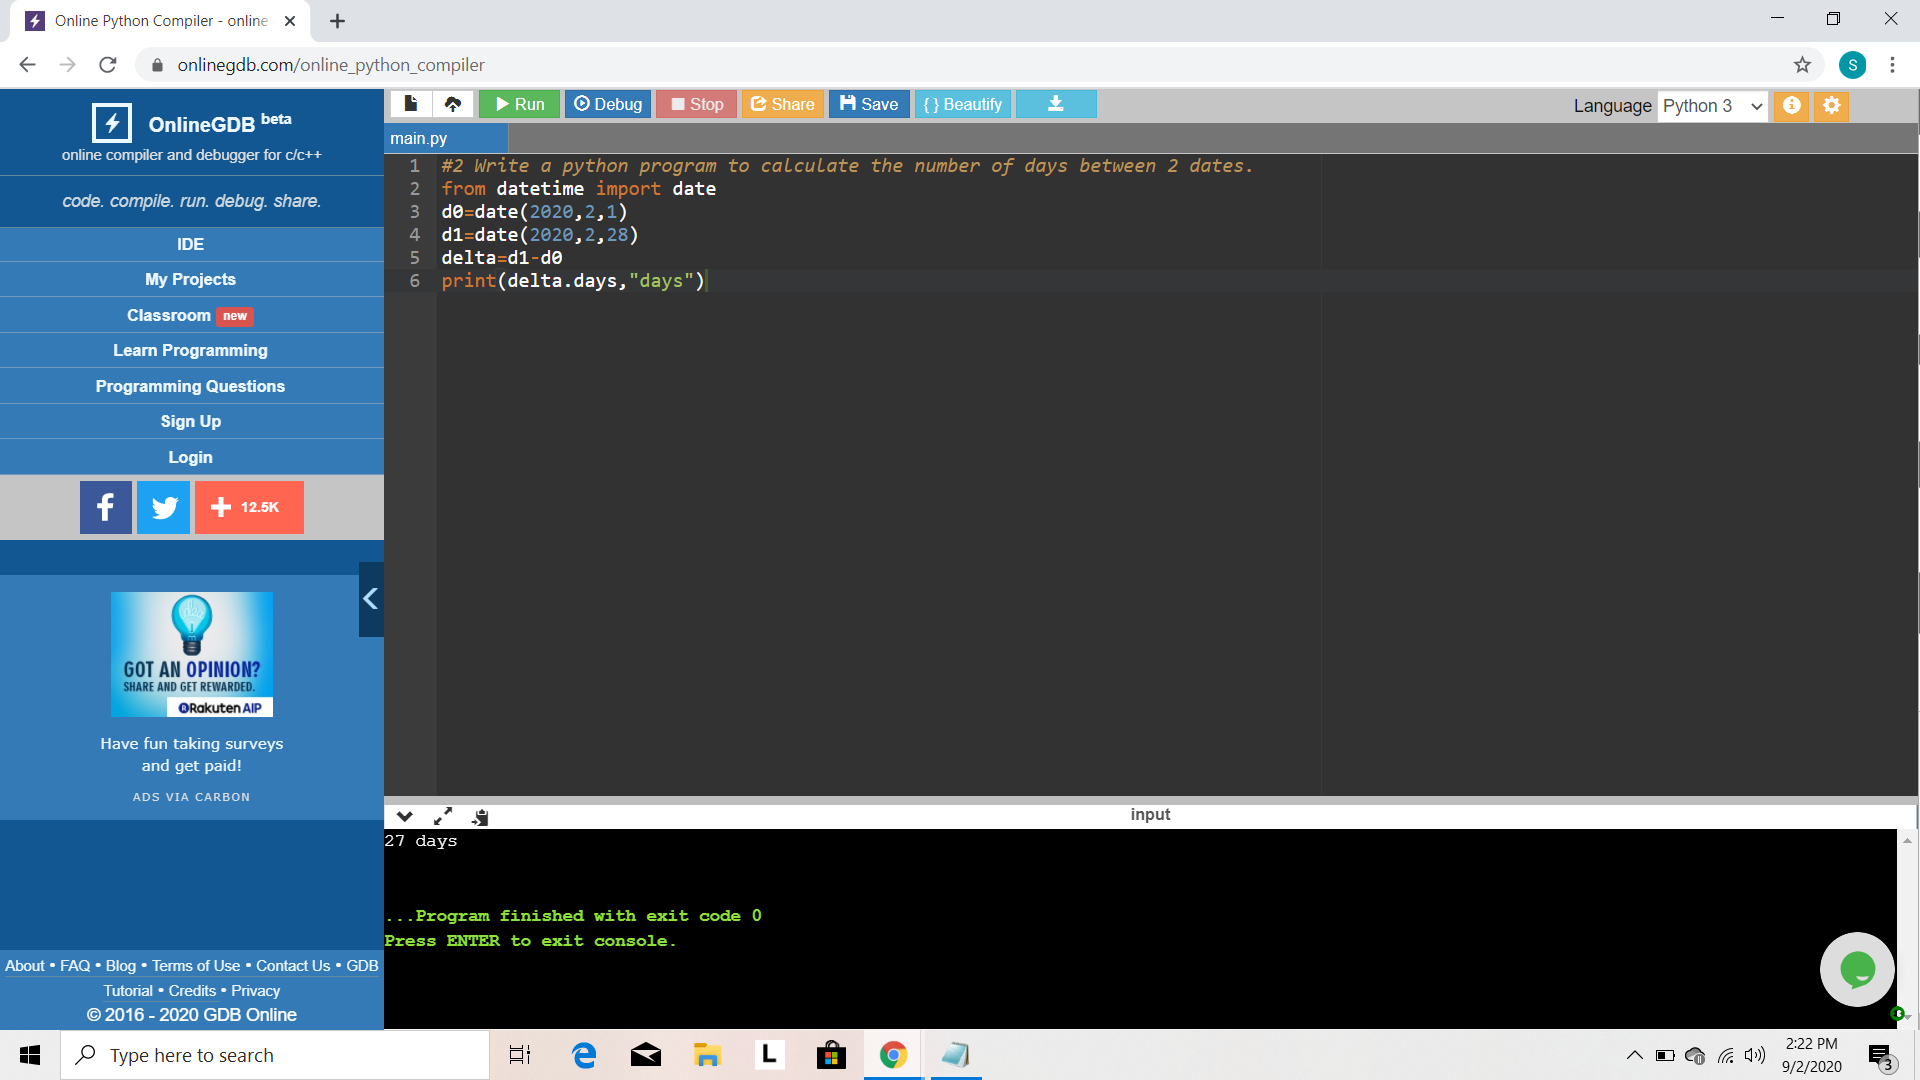 Online Python Compiler - online
onlinegdb.com/online_python_compiler
S
OnlineGDB beta
online compiler and debugger for c/c++
code. compile. run. debug. share.
IDE
My Projects
Classroom new
Learn Programming
Programming Questions
Sign Up
Login
f
12.5K
GOT AN OPINION?
SHARE AND GET REWARDED.
Rakuten AIP
Have fun taking surveys
and get paid!
ADS VIA CARBON
About • FAQ • Blog • Terms of Use • Contact Us • GDB
Tutorial • Credits • Privacy
© 2016 - 2020 GDB Online
Run Debug Stop Share Save { } Beautify
Language Python 3
main.py
1 #2 Write a python program to calculate the number of days between 2 dates.
2 from datetime import date
3 d0=date(2020,2,1)
4 d1=date(2020,2,28)
5 delta=d1-d0
6 print(delta.days,"days")
input
27 days
...Program finished with exit code 0
Press ENTER to exit console.
Type here to search
L
2:22 PM
9/2/2020
3